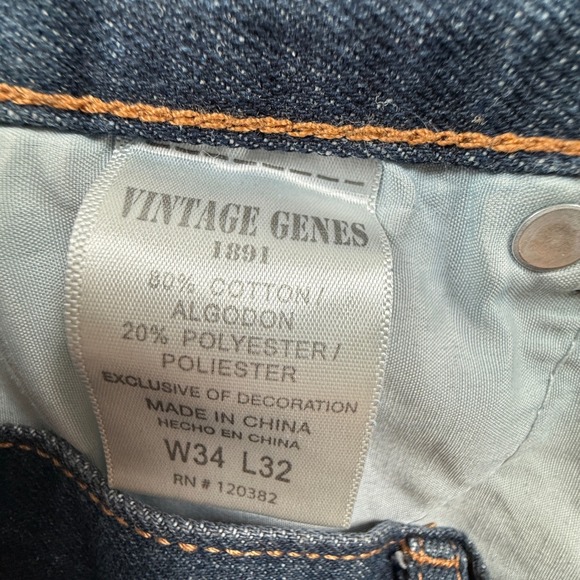 VINTAGE GENES
1891
80% COTTON/
ALGODON
20% POLYESTER/
POLIESTER
EXCLUSIVE OF DECORATION
MADE IN CHINA
HECHO EN CHINA
W34 L32
RN # 120382